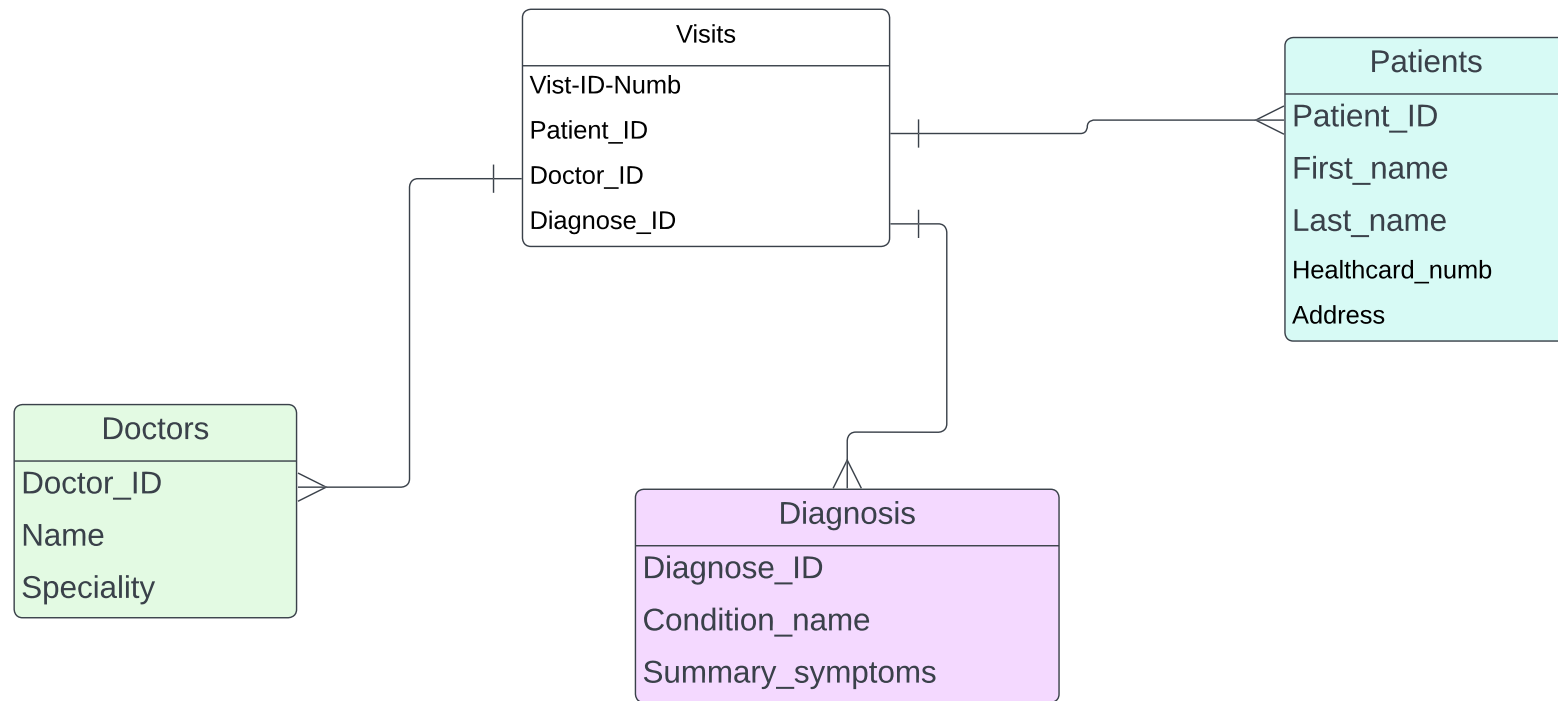 Visits
Vist-ID-Numb
Patient_ID
Doctor_ID
Diagnose_ID
Patients
Patient_ID
First_name
Last_name
Healthcard_numb
Address
Doctors
Doctor_ID
Name
Speciality
Diagnosis
Diagnose_ID
Condition_name
Summary_symptoms